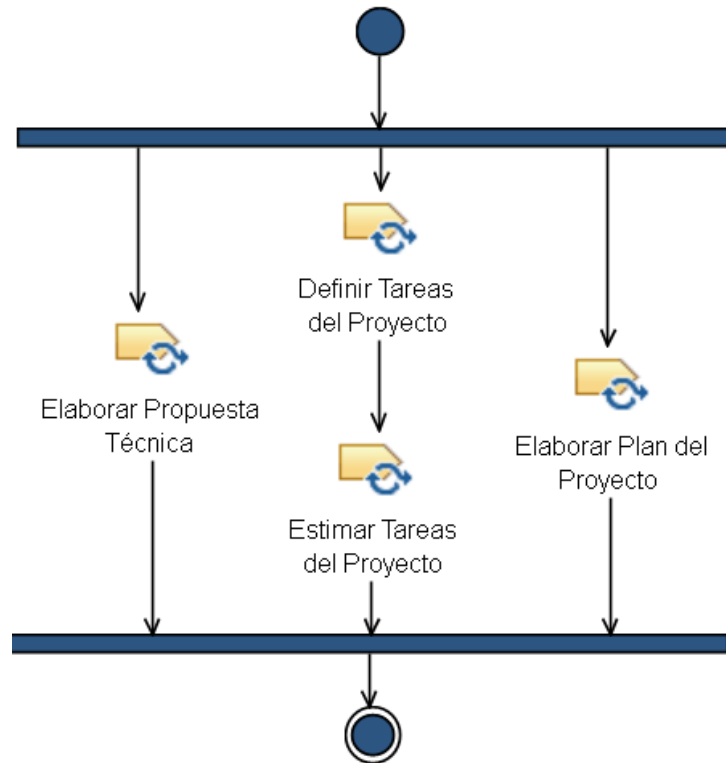 Definir Tareas
del Proyecto
Elaborar Propuesta
Técnica
Elaborar Plan del
Proyecto
Estimar Tareas
del Proyecto